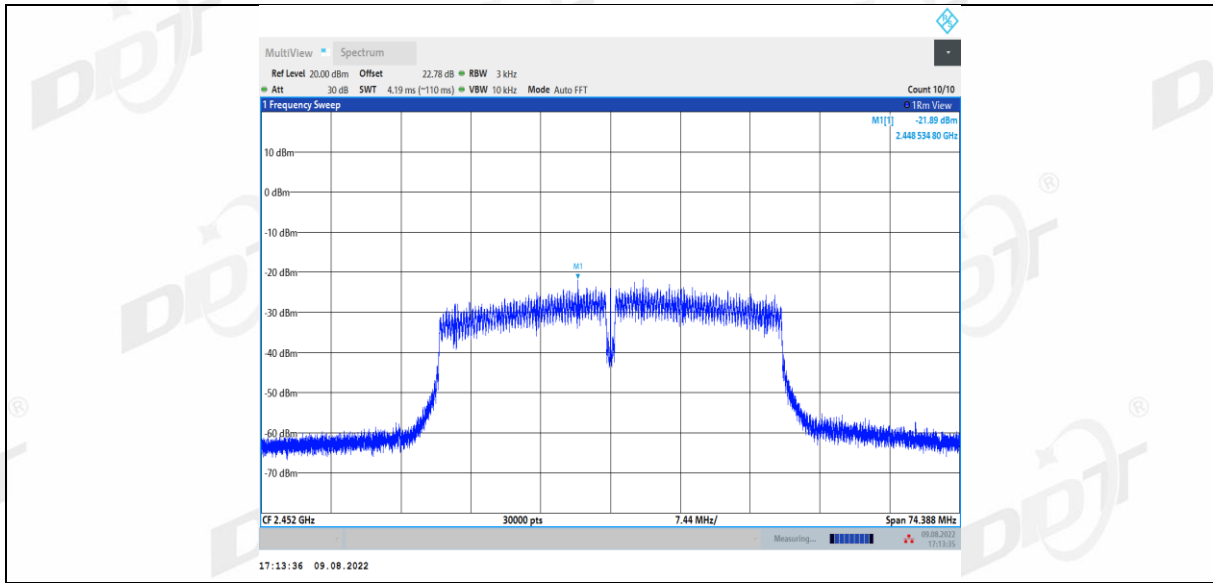 MultiView Spectrum
Ref Level 20.00 dBm Offset 22.78 dB RBW 3 kHz
Att 30 dB SWT 4.19 ms (~110 ms) VBW 10 kHz Mode Auto FFT Count 10/10
1 Frequency Sweep 1Rm View
M1[1] -21.89 dBm
2.448 534 80 GHz
10 dBm
0 dBm
-10 dBm
M1
-20 dBm
-30 dBm
-40 dBm
-50 dBm
-60 dBm
-70 dBm
CF 2.452 GHz 30000 pts 7.44 MHz/ Span 74.388 MHz
Measuring... 09.08.2022
17:13:35
17:13:36 09.08.2022
DDT
®